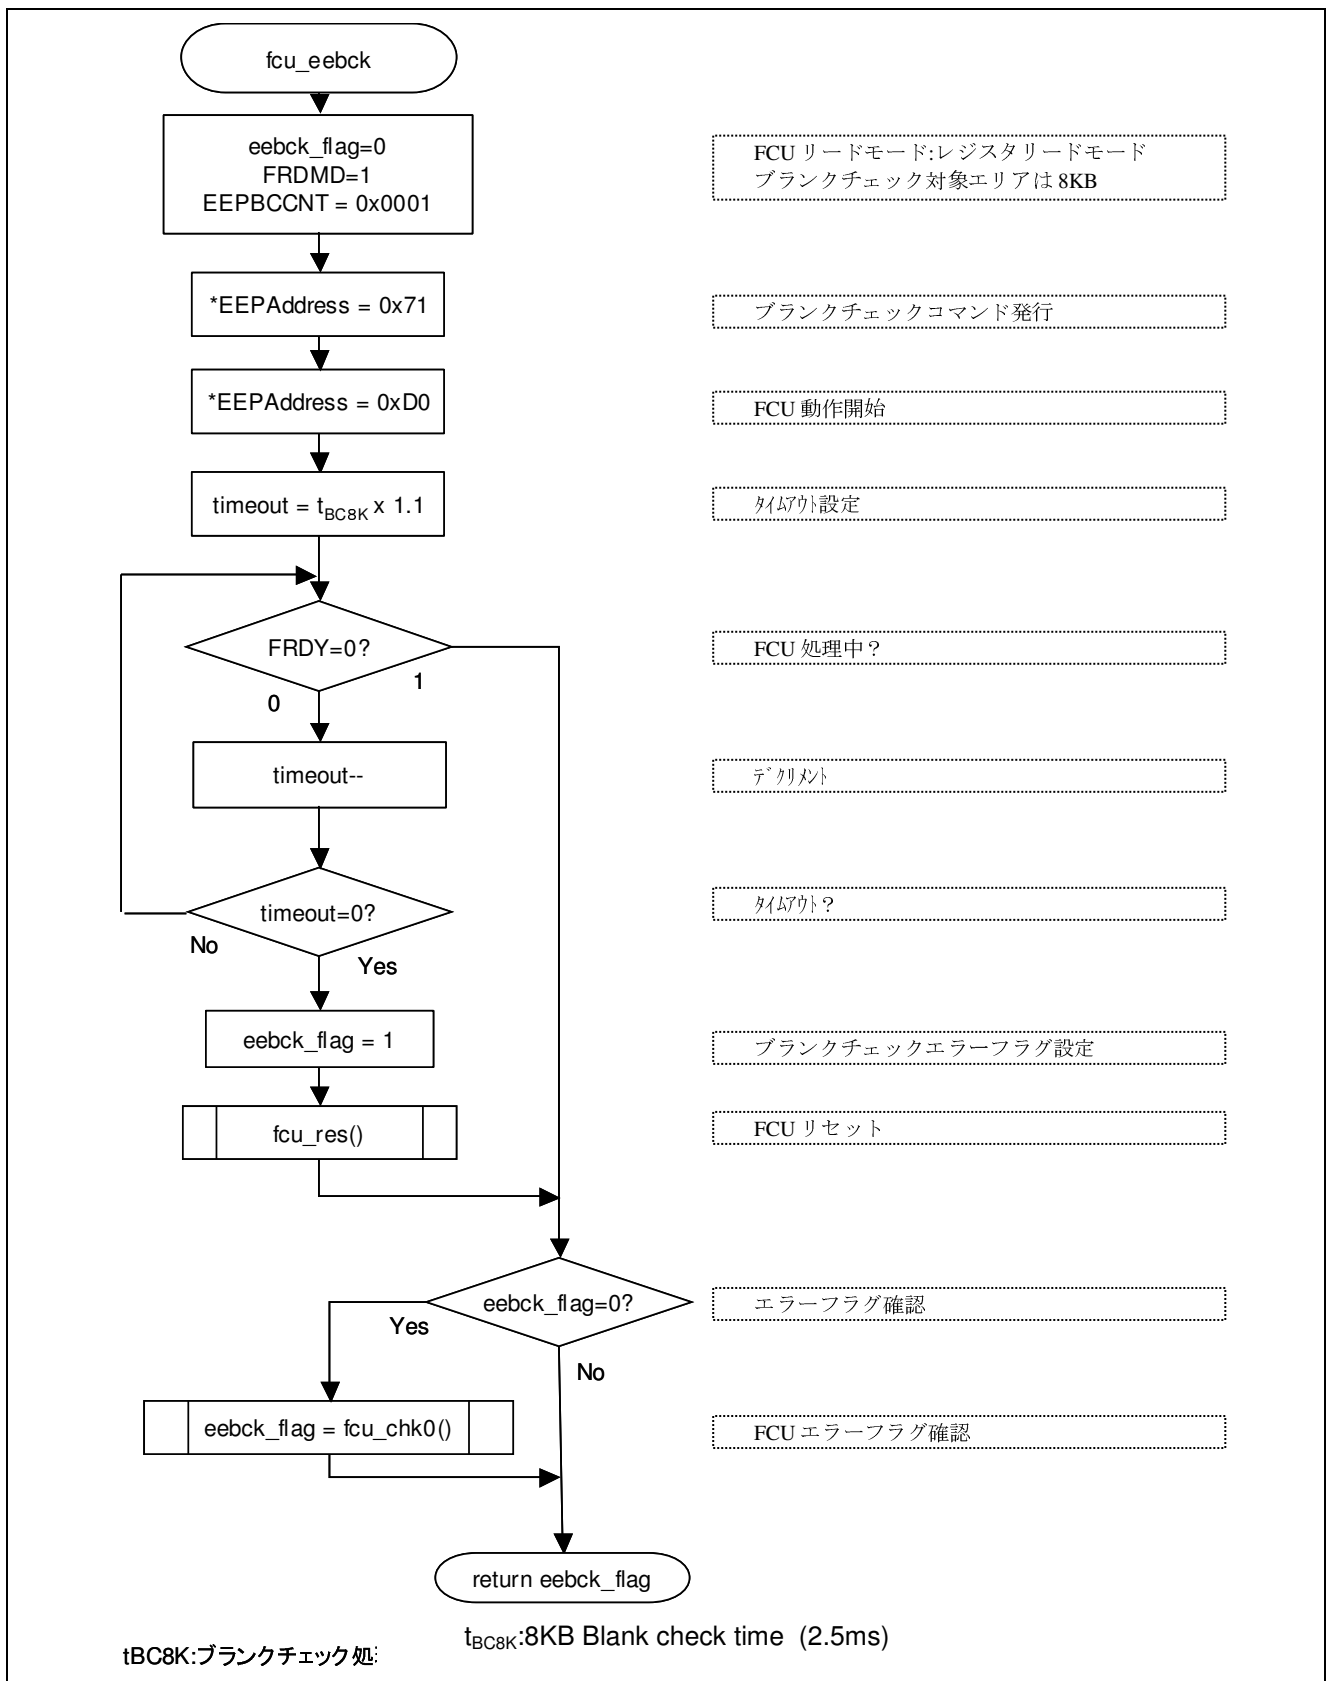 fcu_eebck
eebck_flag=0
FRDMD=1
EEPBCCNT = 0x0001
FCU リードモード:レジスタリードモード
ブランクチェック対象エリアは 8KB
*EEPAddress = 0x71
ブランクチェックコマンド発行
*EEPAddress = 0xD0
FCU 動作開始
timeout = tBC8K x 1.1
ﾀｲﾑｱｳﾄ設定
FRDY=0?
FCU 処理中？
1
0
timeout--
ﾃﾞｸﾘﾒﾝﾄ
timeout=0?
ﾀｲﾑｱｳﾄ？
No
Yes
eebck_flag = 1
ブランクチェックエラーフラグ設定
fcu_res()
FCU リセット
eebck_flag=0?
エラーフラグ確認
Yes
No
eebck_flag = fcu_chk0()
FCU エラーフラグ確認
return eebck_flag
tBC8K:8KB Blank check time (2.5ms)
tBC8K:ブランクチェック処